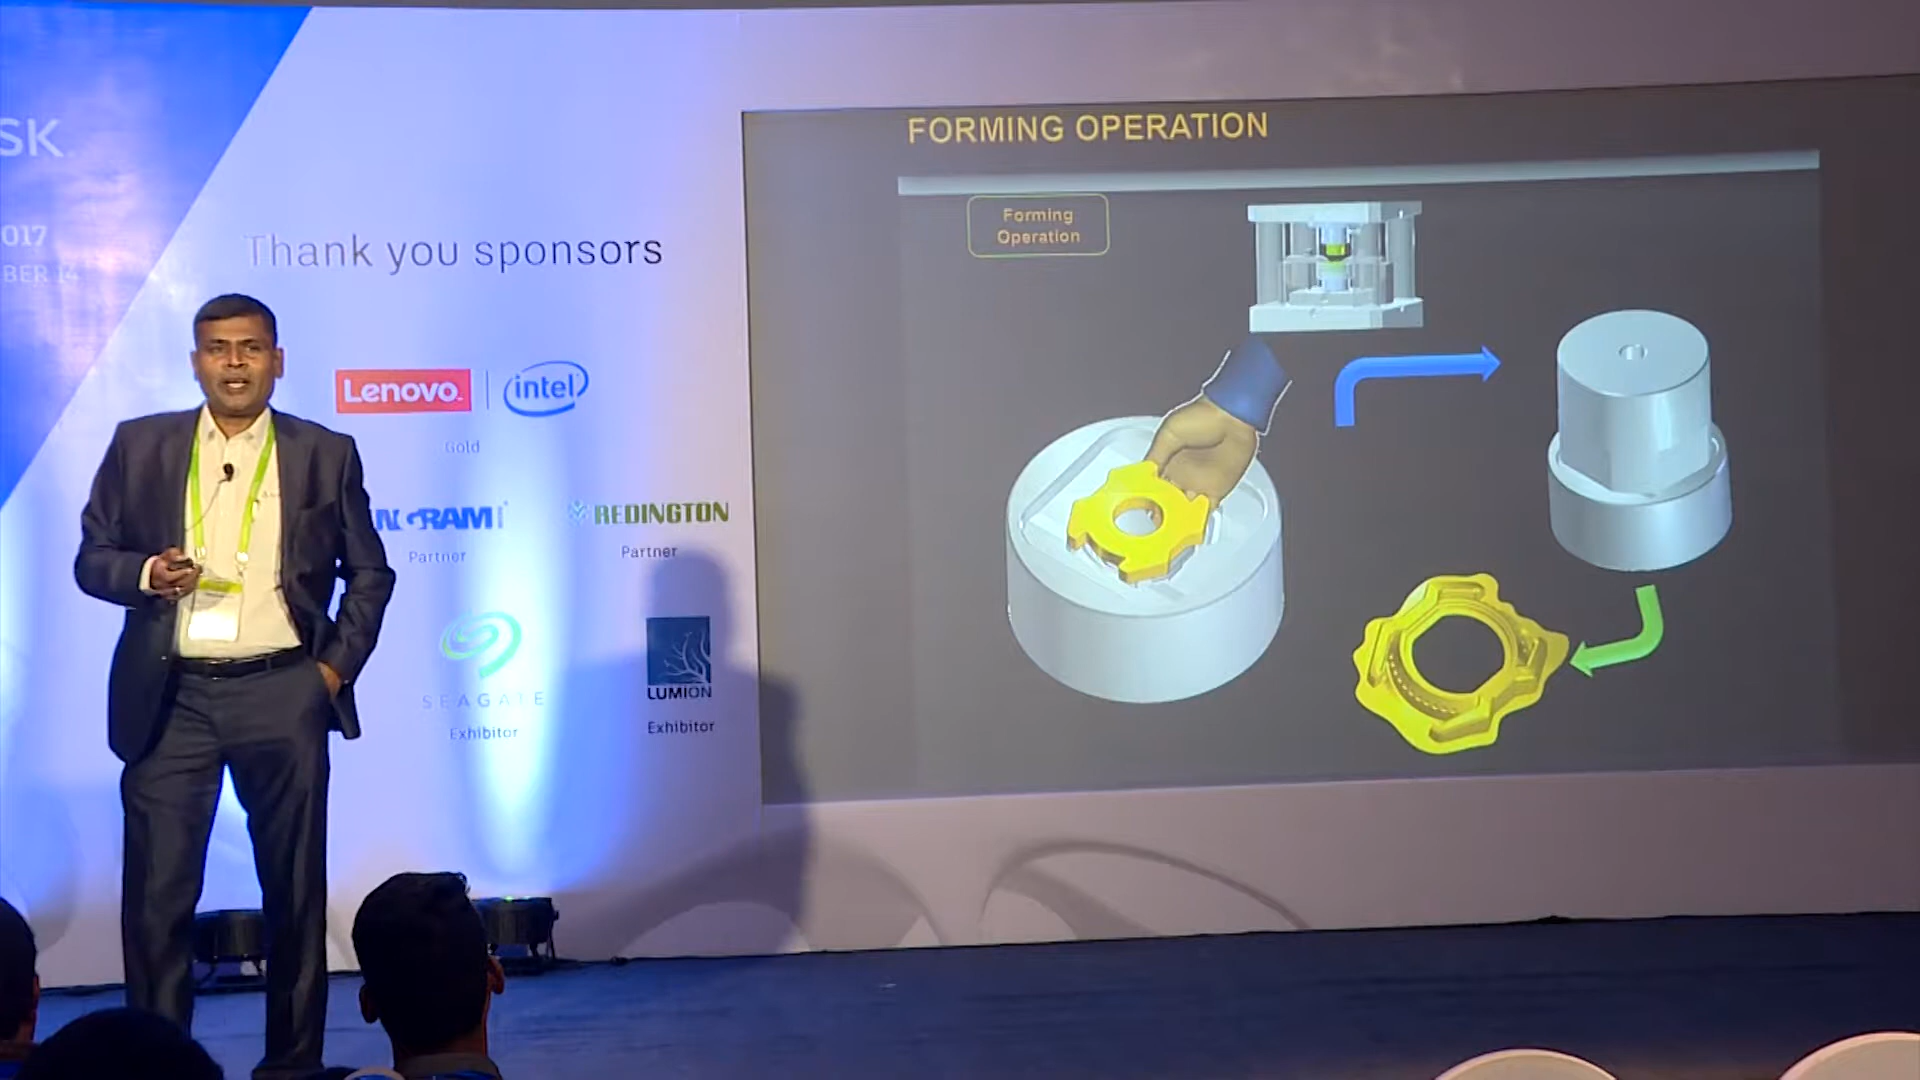 SK.
017
BER 14
Thank you sponsors
Lenovo.
intel
Gold
RAM
Partner
REDINGTON
Partner
SEAGATE
Exhibitor
LUMION
Exhibitor
FORMING OPERATION
Forming
Operation